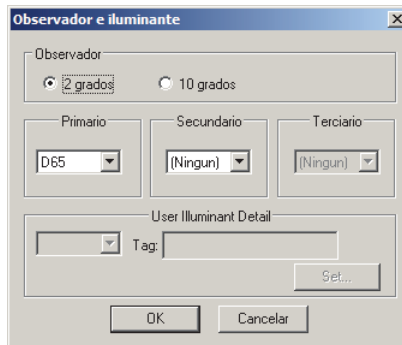 Observador e iluminante
Observador
2 grados 10 grados
Primario Secundario Terciario
D65 (Ningun) (Ningun)
User Illuminant Detail
Tag:
Set...
OK Cancelar